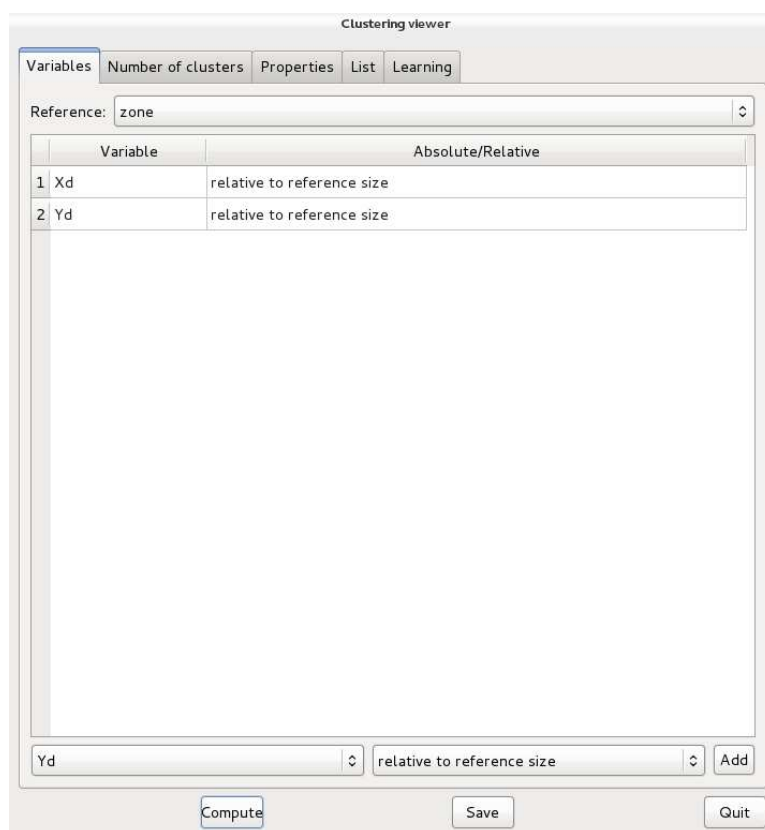 Clustering viewer
Variables Number of clusters Properties List Learning
Reference: zone
Variable Absolute/Relative
1 Xd relative to reference size
2 Yd relative to reference size
Yd relative to reference size Add
Compute Save Quit